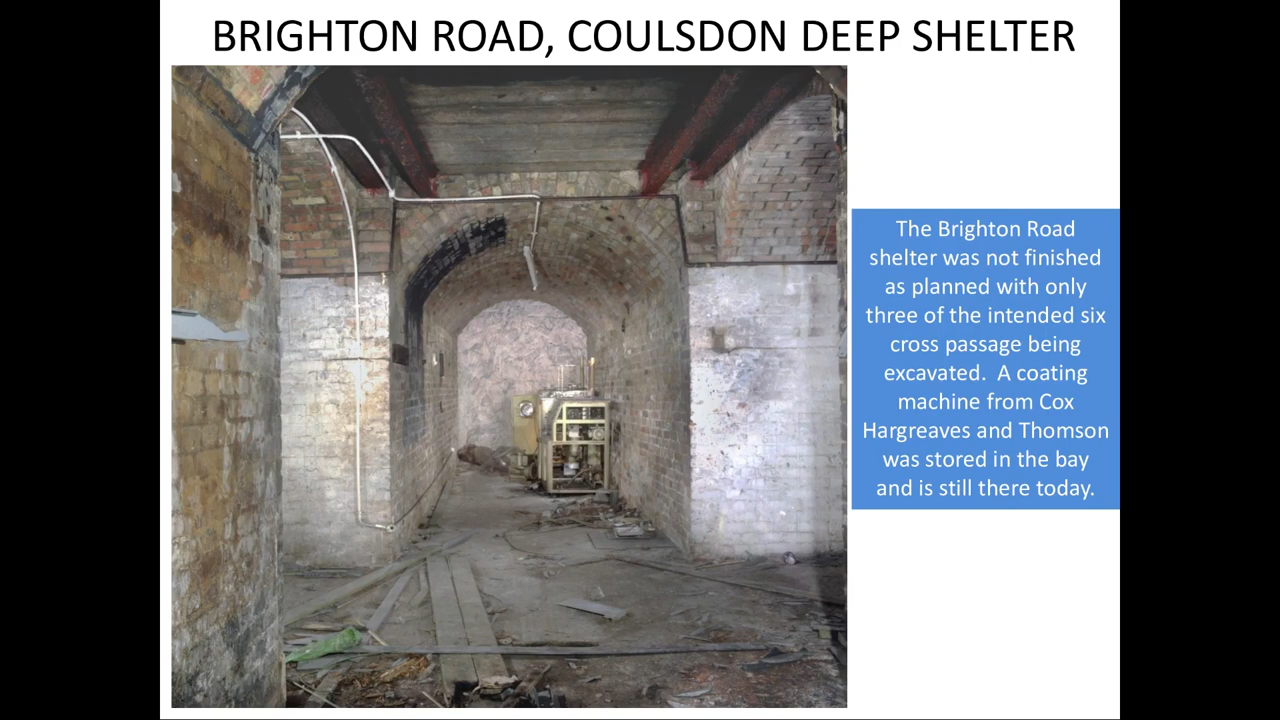 BRIGHTON ROAD, COULSDON DEEP SHELTER
The Brighton Road
shelter was not finished
as planned with only
three of the intended six
cross passage being
excavated.  A coating
machine from Cox
Hargreaves and Thomson
was stored in the bay
and is still there today.